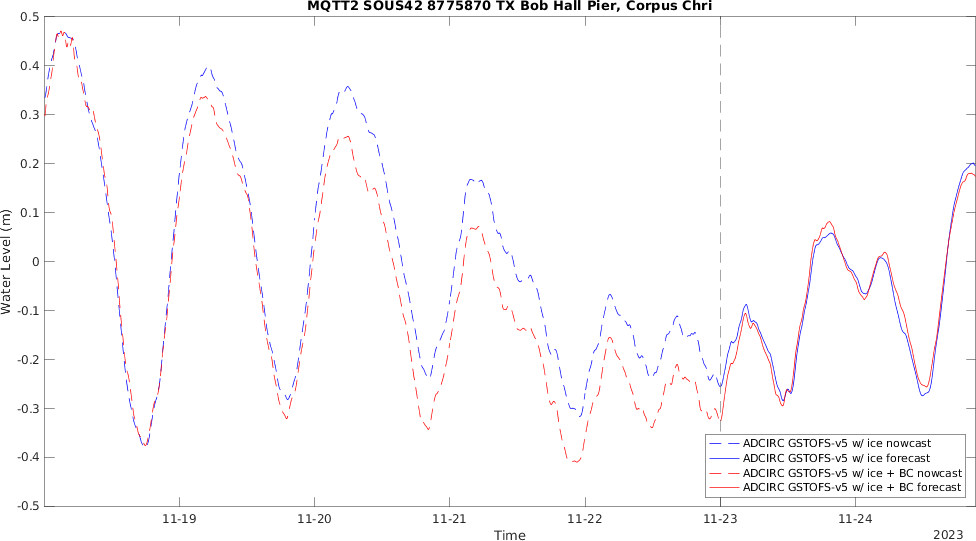 MQTT2 SOUS42 8775870 TX Bob Hall Pier, Corpus Chri
0.5
0.4
0.3
0.2
0.1
0
-0.1
-0.2
-0.3
-0.4
-0.5
Water Level (m)
ADCIRC GSTOFS-v5 w/ ice nowcast
ADCIRC GSTOFS-v5 w/ ice forecast
ADCIRC GSTOFS-v5 w/ ice + BC nowcast
ADCIRC GSTOFS-v5 w/ ice + BC forecast
11-19 11-20 11-21 11-22 11-23 11-24
Time
2023